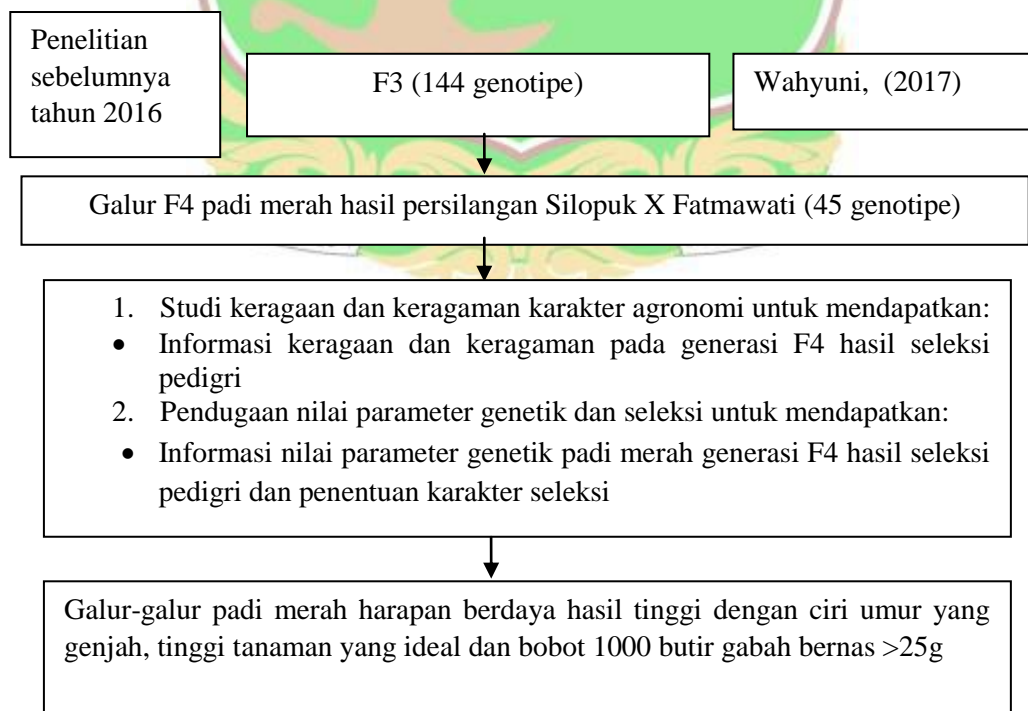 Penelitian
sebelumnya
tahun 2016
F3 (144 genotipe)
Wahyuni, (2017)
Galur F4 padi merah hasil persilangan Silopuk X Fatmawati (45 genotipe)
1. Studi keragaan dan keragaman karakter agronomi untuk mendapatkan:
• Informasi keragaan dan keragaman pada generasi F4 hasil seleksi
pedigri
2. Pendugaan nilai parameter genetik dan seleksi untuk mendapatkan:
• Informasi nilai parameter genetik padi merah generasi F4 hasil seleksi
pedigri dan penentuan karakter seleksi
Galur-galur padi merah harapan berdaya hasil tinggi dengan ciri umur yang
genjah, tinggi tanaman yang ideal dan bobot 1000 butir gabah bernas >25g